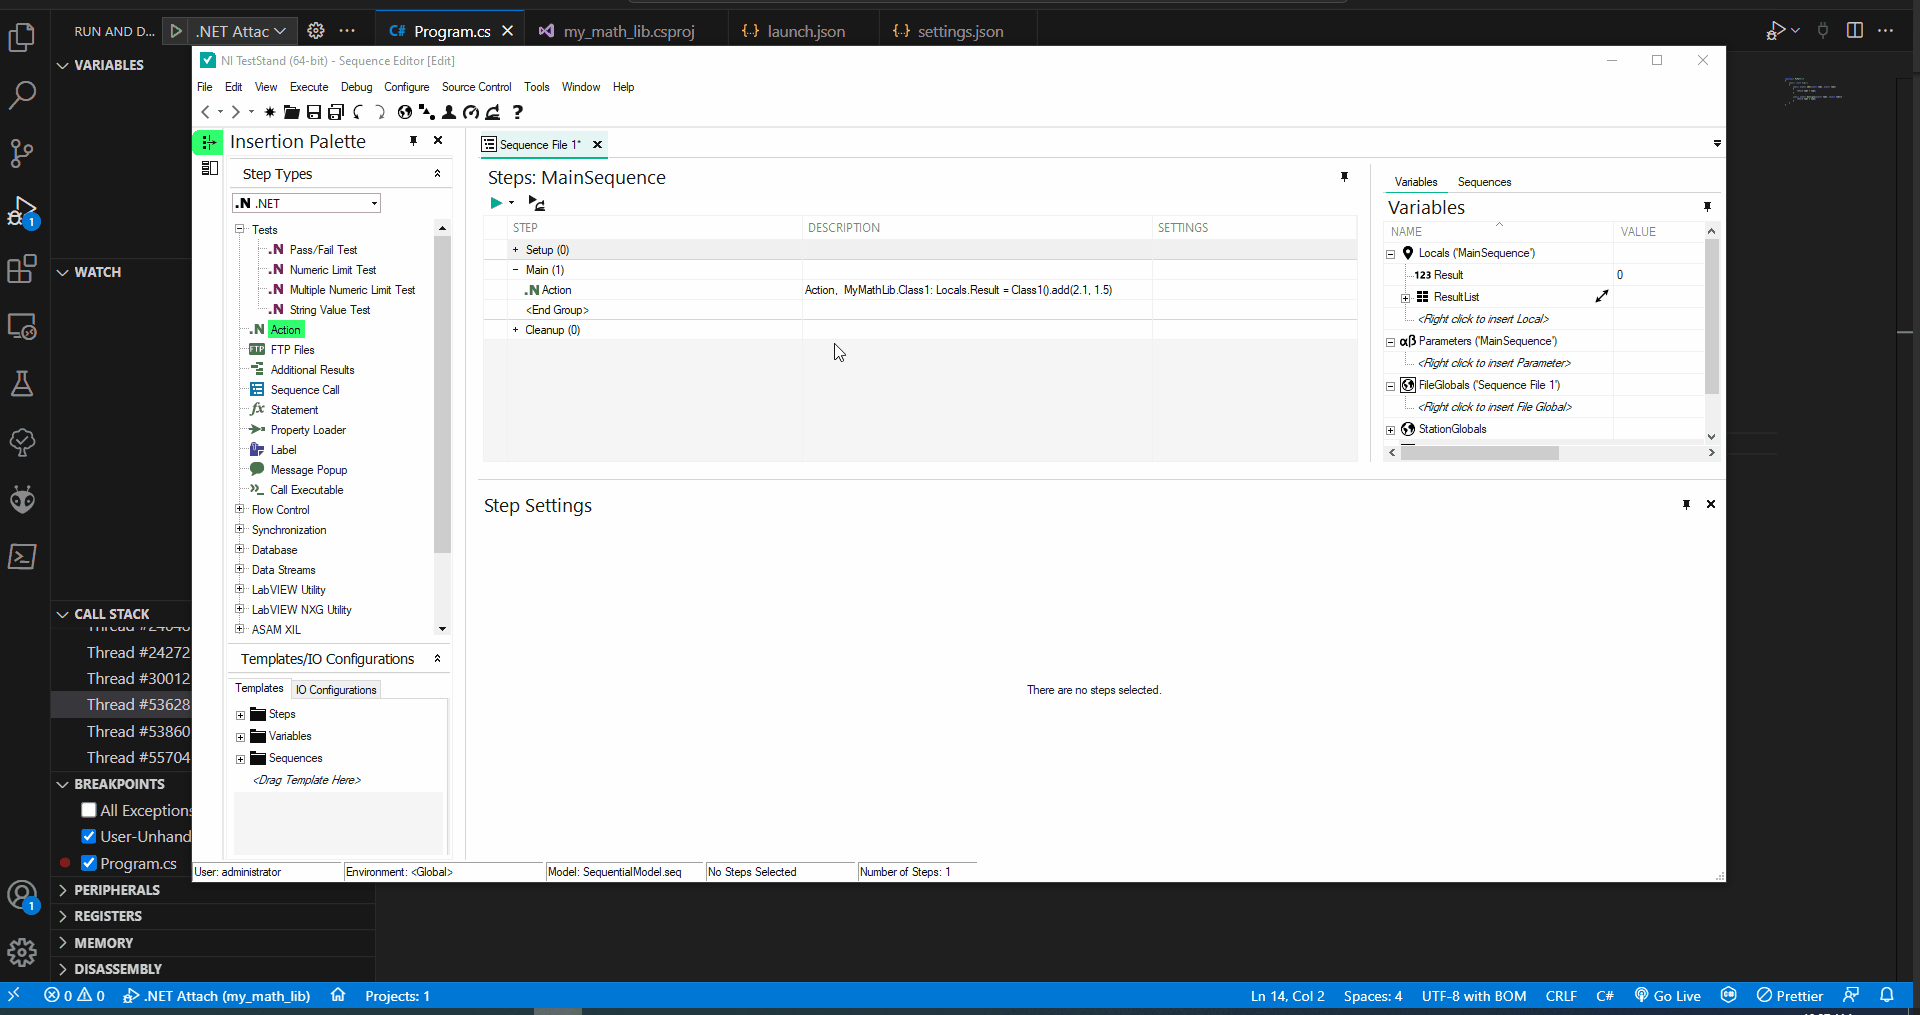 RUN AND D... .NET Attac ··· C# Program.cs my_math_lib.csproj {··} launch.json {··} settings.json ···
VARIABLES
WATCH
CALL STACK
Thread #24272
Thread #30012
Thread #53628
Thread #53860
Thread #55704
BREAKPOINTS
All Exceptions
User-Unhand
Program.cs
PERIPHERALS
REGISTERS
MEMORY
DISASSEMBLY
1
1
NI TestStand (64-bit) - Sequence Editor [Edit]
File Edit View Execute Debug Tools Configure Source Control Tools Window Help
Insertion Palette
Step Types
.N .NET
Tests
.N Pass/Fail Test
.N Numeric Limit Test
.N Multiple Numeric Limit Test
.N String Value Test
.N Action
FTP FTP Files
Additional Results
Sequence Call
fx Statement
Property Loader
Label
Message Popup
Call Executable
Flow Control
Synchronization
Database
Data Streams
LabVIEW Utility
LabVIEW NXG Utility
ASAM XIL
Templates/IO Configurations
Templates IO Configurations
Steps
Variables
Sequences
<Drag Template Here>
Sequence File 1*
Steps: MainSequence
STEP DESCRIPTION SETTINGS
+ Setup (0)
− Main (1)
.N Action Action, MyMathLib.Class1: Locals.Result = Class1().add(2.1, 1.5)
<End Group>
+ Cleanup (0)
Variables Sequences
Variables
NAME VALUE
Locals ('MainSequence')
123 Result 0
ResultList
<Right click to insert Local>
αβ Parameters ('MainSequence')
<Right click to insert Parameter>
FileGlobals ('Sequence File 1')
<Right click to insert File Global>
StationGlobals
Step Settings
There are no steps selected.
User: administrator Environment: <Global> Model: SequentialModel.seq No Steps Selected Number of Steps: 1
0 0 .NET Attach (my_math_lib) Projects: 1 Ln 14, Col 2 Spaces: 4 UTF-8 with BOM CRLF C# Go Live Prettier